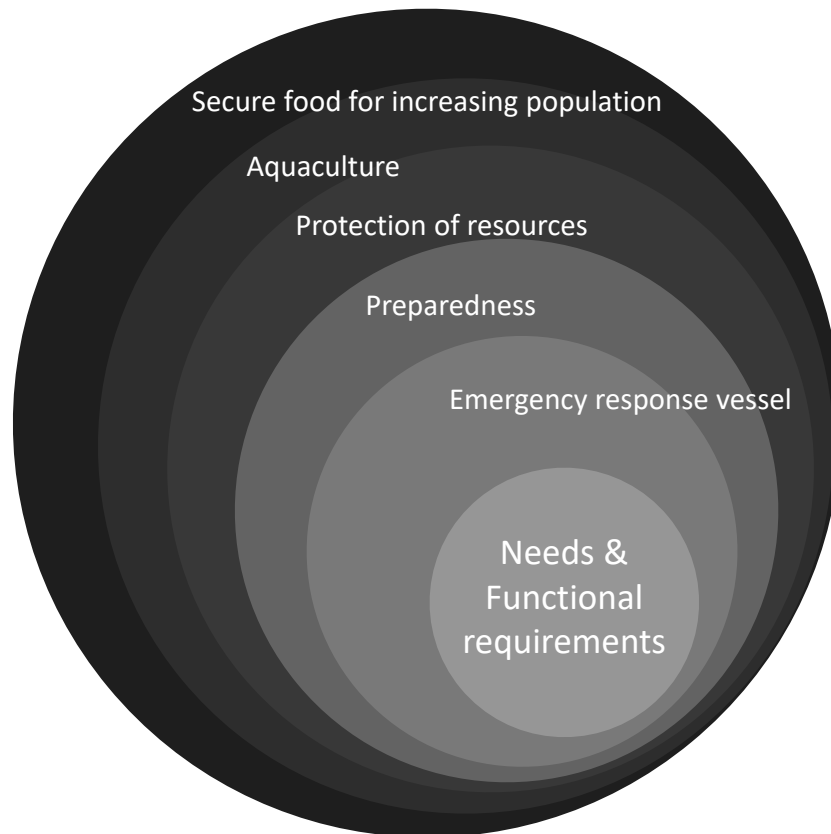 Secure food for increasing population
Aquaculture
Protection of resources
Preparedness
Emergency response vessel
Needs &
Functional
requirements